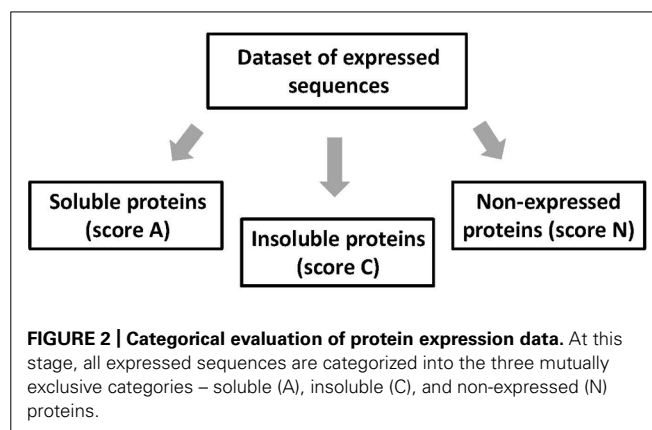 Dataset of expressed
sequences
Soluble proteins
(score A)
Insoluble proteins
(score C)
Non-expressed
proteins (score N)
FIGURE 2 | Categorical evaluation of protein expression data. At this
stage, all expressed sequences are categorized into the three mutually
exclusive categories – soluble (A), insoluble (C), and non-expressed (N)
proteins.